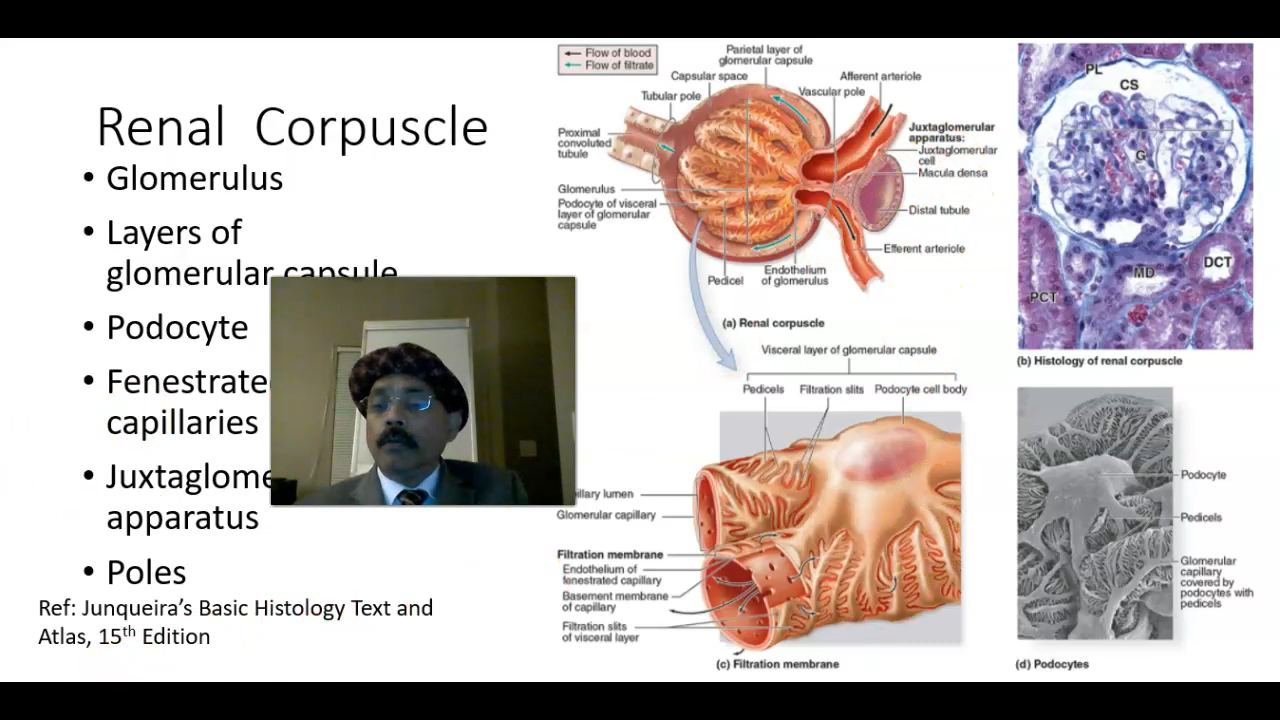 Renal Corpuscle
• Glomerulus
• Layers of
glomerular capsule
• Podocyte
• Fenestrate
capillaries
• Juxtaglome
apparatus
• Poles
Ref: Junqueira's Basic Histology Text and
Atlas, 15th Edition
Flow of blood
Flow of filtrate
Parietal layer of
glomerular capsule
Capsular space
Tubular pole
Afferent arteriole
Vascular pole
Proximal
convoluted
tubule
Juxtaglomerular
apparatus:
Juxtaglomerular
cell
Macula densa
Glomerulus
Podocyte of visceral
layer of glomerular
capsule
Distal tubule
Efferent arteriole
Pedicel
Endothelium
of glomerulus
(a) Renal corpuscle
Visceral layer of glomerular capsule
Pedicels
Filtration slits
Podocyte cell body
pillary lumen
Glomerular capillary
Filtration membrane
Endothelium of
fenestrated capillary
Basement membrane
of capillary
Filtration slits
of visceral layer
(c) Filtration membrane
PL
CS
G
MD
DCT
PCT
(b) Histology of renal corpuscle
Podocyte
Pedicels
Glomerular
capillary
covered by
podocytes with
pedicels
(d) Podocytes